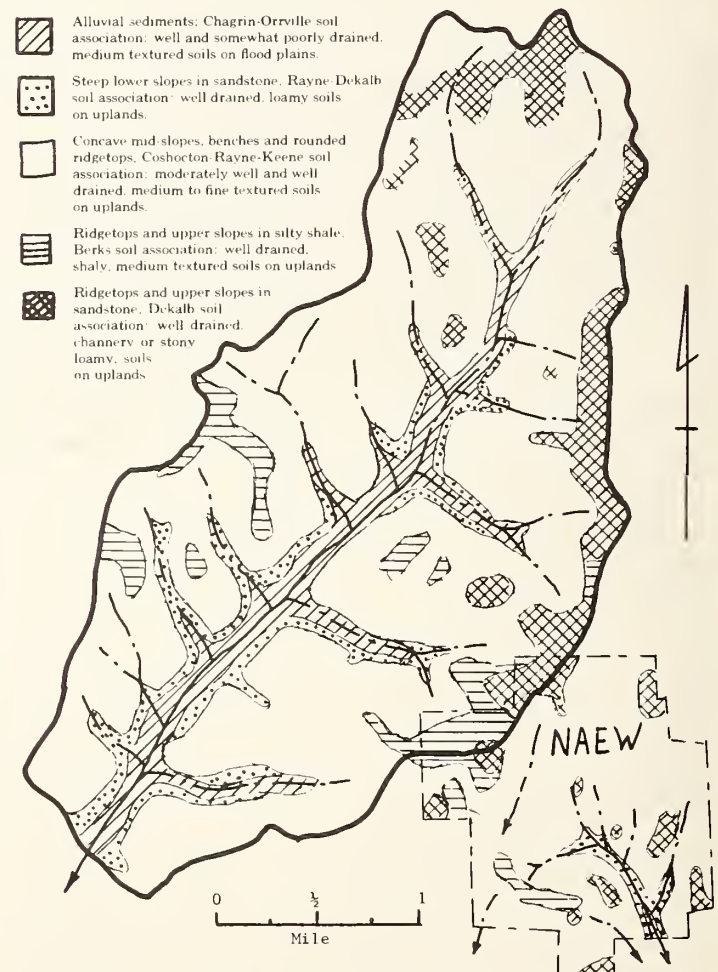 Alluvial sediments; Chagrin-Orrville soil
association: well and somewhat poorly drained,
medium textured soils on flood plains.
Steep lower slopes in sandstone, Rayne-Dekalb
soil association: well drained, loamy soils
on uplands.
Concave mid-slopes, benches and rounded
ridgetops, Coshocton-Rayne-Keene soil
association: moderately well and well
drained, medium to fine textured soils
on uplands.
Ridgetops and upper slopes in silty shale,
Berks soil association: well drained,
shaly, medium textured soils on uplands
Ridgetops and upper slopes in
sandstone, Dekalb soil
association: well drained,
channery or stony
loamy, soils
on uplands
NAEW
0 ½ 1
Mile